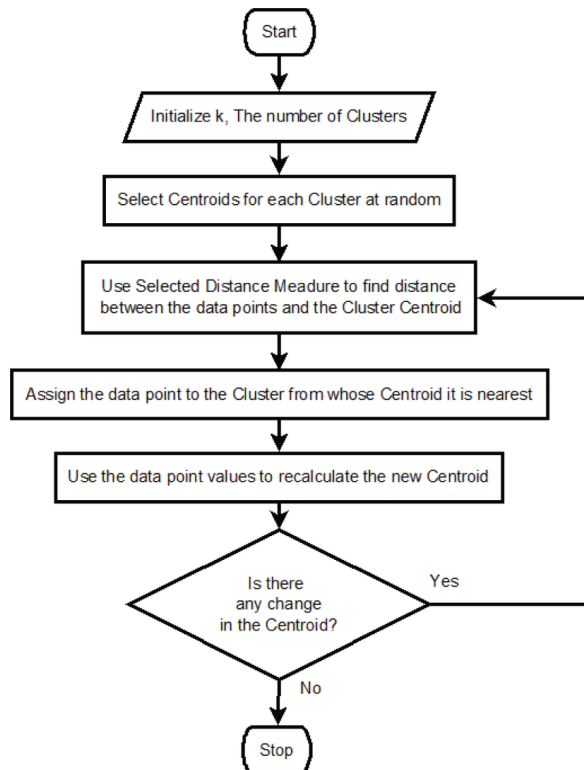 Start
Initialize k, The number of Clusters
Select Centroids for each Cluster at random
Use Selected Distance Meadure to find distance
between the data points and the Cluster Centroid
Assign the data point to the Cluster from whose Centroid it is nearest
Use the data point values to recalculate the new Centroid
Is there
any change
in the Centroid?
Yes
No
Stop